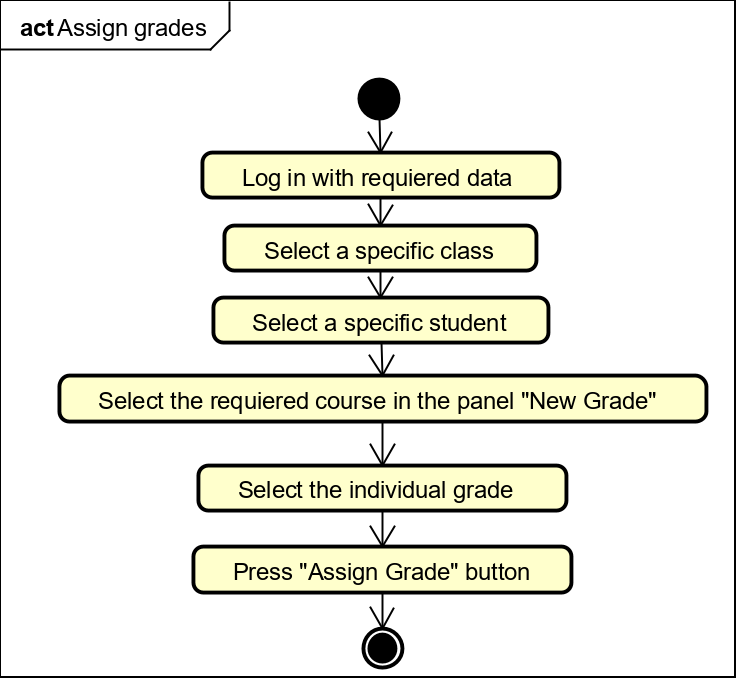 act Assign grades
Log in with requiered data
Select a specific class
Select a specific student
Select the requiered course in the panel "New Grade"
Select the individual grade
Press "Assign Grade" button